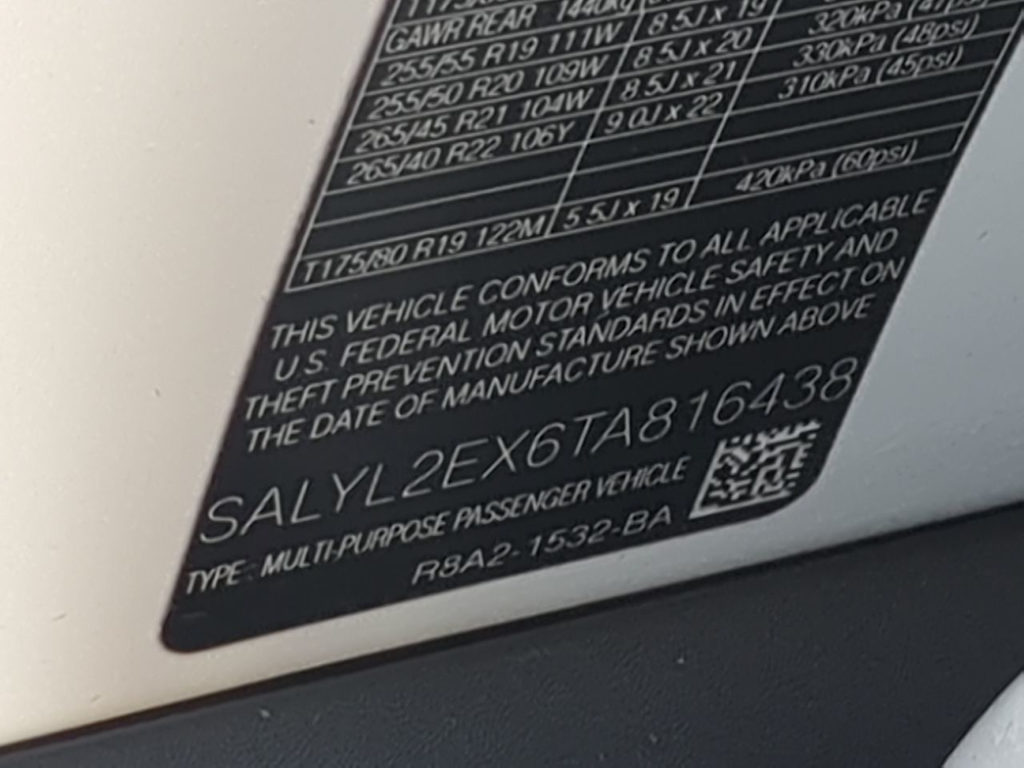 GAWR REAR 1440kg
255/55 R19 111W 8 5J x 19 320kPa (47psi)
255/50 R20 109W 8 5J x 20 330kPa (48psi)
265/45 R21 104W 8 5J x 21 310kPa (45psi)
265/40 R22 106Y 9 0J x 22
T175/80 R19 122M 5 5J x 19 420kPa (60psi)
THIS VEHICLE CONFORMS TO ALL APPLICABLE
U.S. FEDERAL MOTOR VEHICLE SAFETY AND
THEFT PREVENTION STANDARDS IN EFFECT ON
THE DATE OF MANUFACTURE SHOWN ABOVE
SALYL2EX6TA816438
TYPE: MULTI-PURPOSE PASSENGER VEHICLE
R8A2-1532-BA